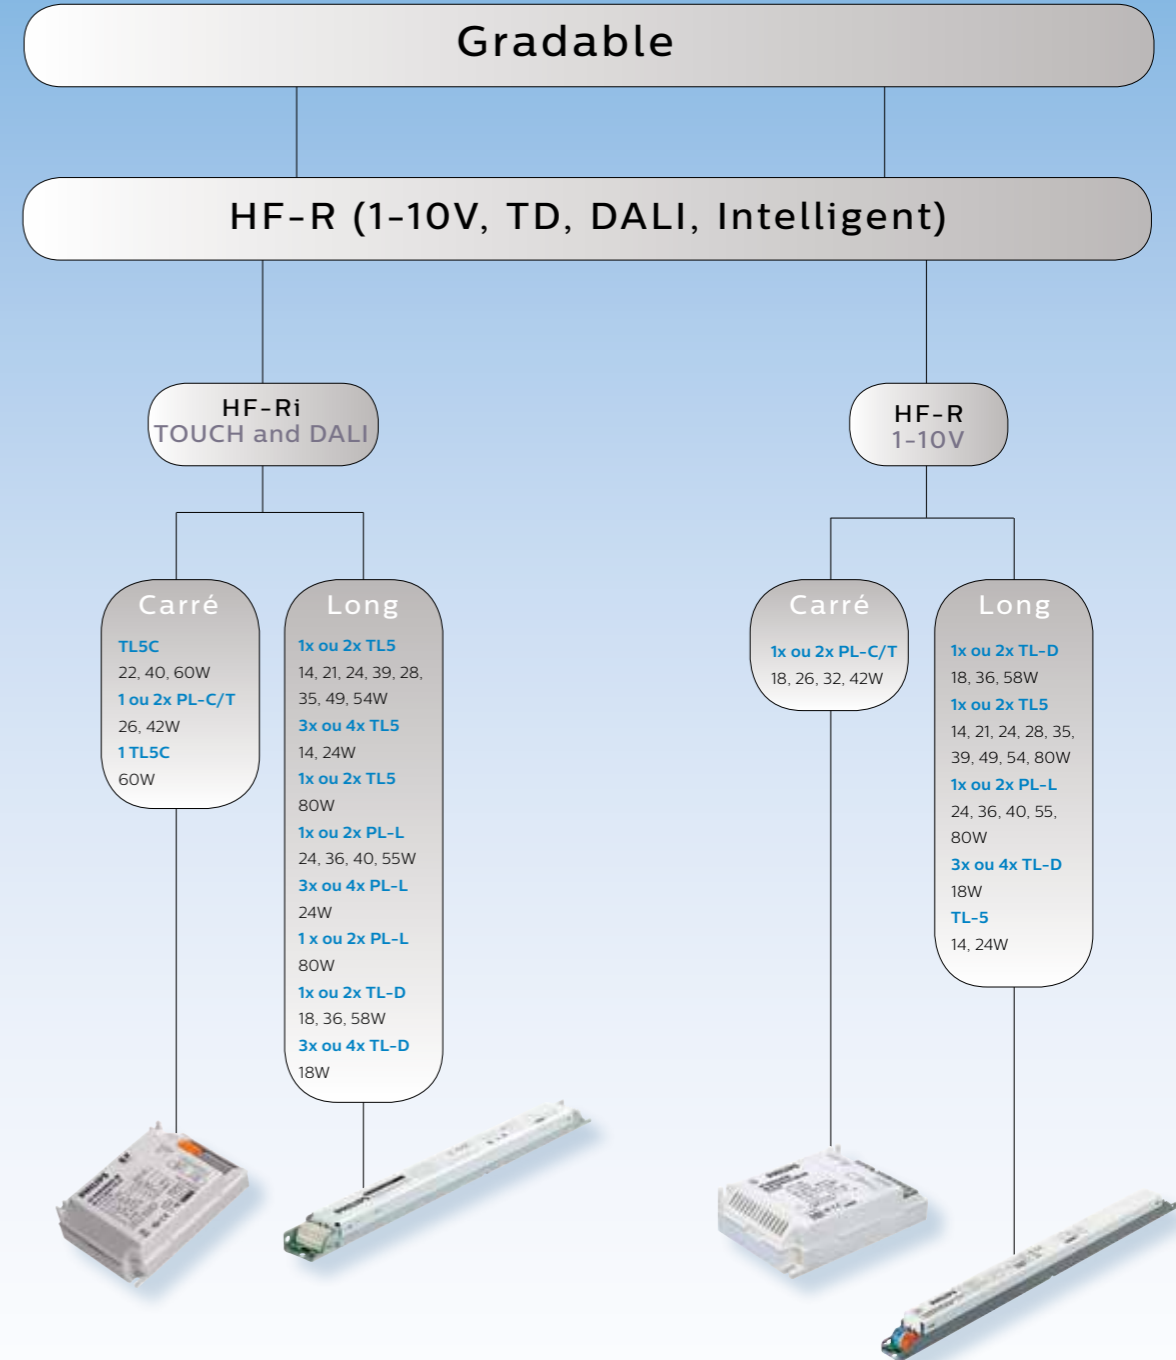 Gradable
HF-R (1-10V, TD, DALI, Intelligent)
HF-Ri
TOUCH and DALI
HF-R
1-10V
Carré
TL5C
22, 40, 60W
1 ou 2x PL-C/T
26, 42W
1 TL5C
60W
Long
1x ou 2x TL5
14, 21, 24, 39, 28,
35, 49, 54W
3x ou 4x TL5
14, 24W
1x ou 2x TL5
80W
1x ou 2x PL-L
24, 36, 40, 55W
3x ou 4x PL-L
24W
1 x ou 2x PL-L
80W
1x ou 2x TL-D
18, 36, 58W
3x ou 4x TL-D
18W
Carré
1x ou 2x PL-C/T
18, 26, 32, 42W
Long
1x ou 2x TL-D
18, 36, 58W
1x ou 2x TL5
14, 21, 24, 28, 35,
39, 49, 54, 80W
1x ou 2x PL-L
24, 36, 40, 55,
80W
3x ou 4x TL-D
18W
TL-5
14, 24W
PHILIPS
PHILIPS
PHILIPS
PHILIPS